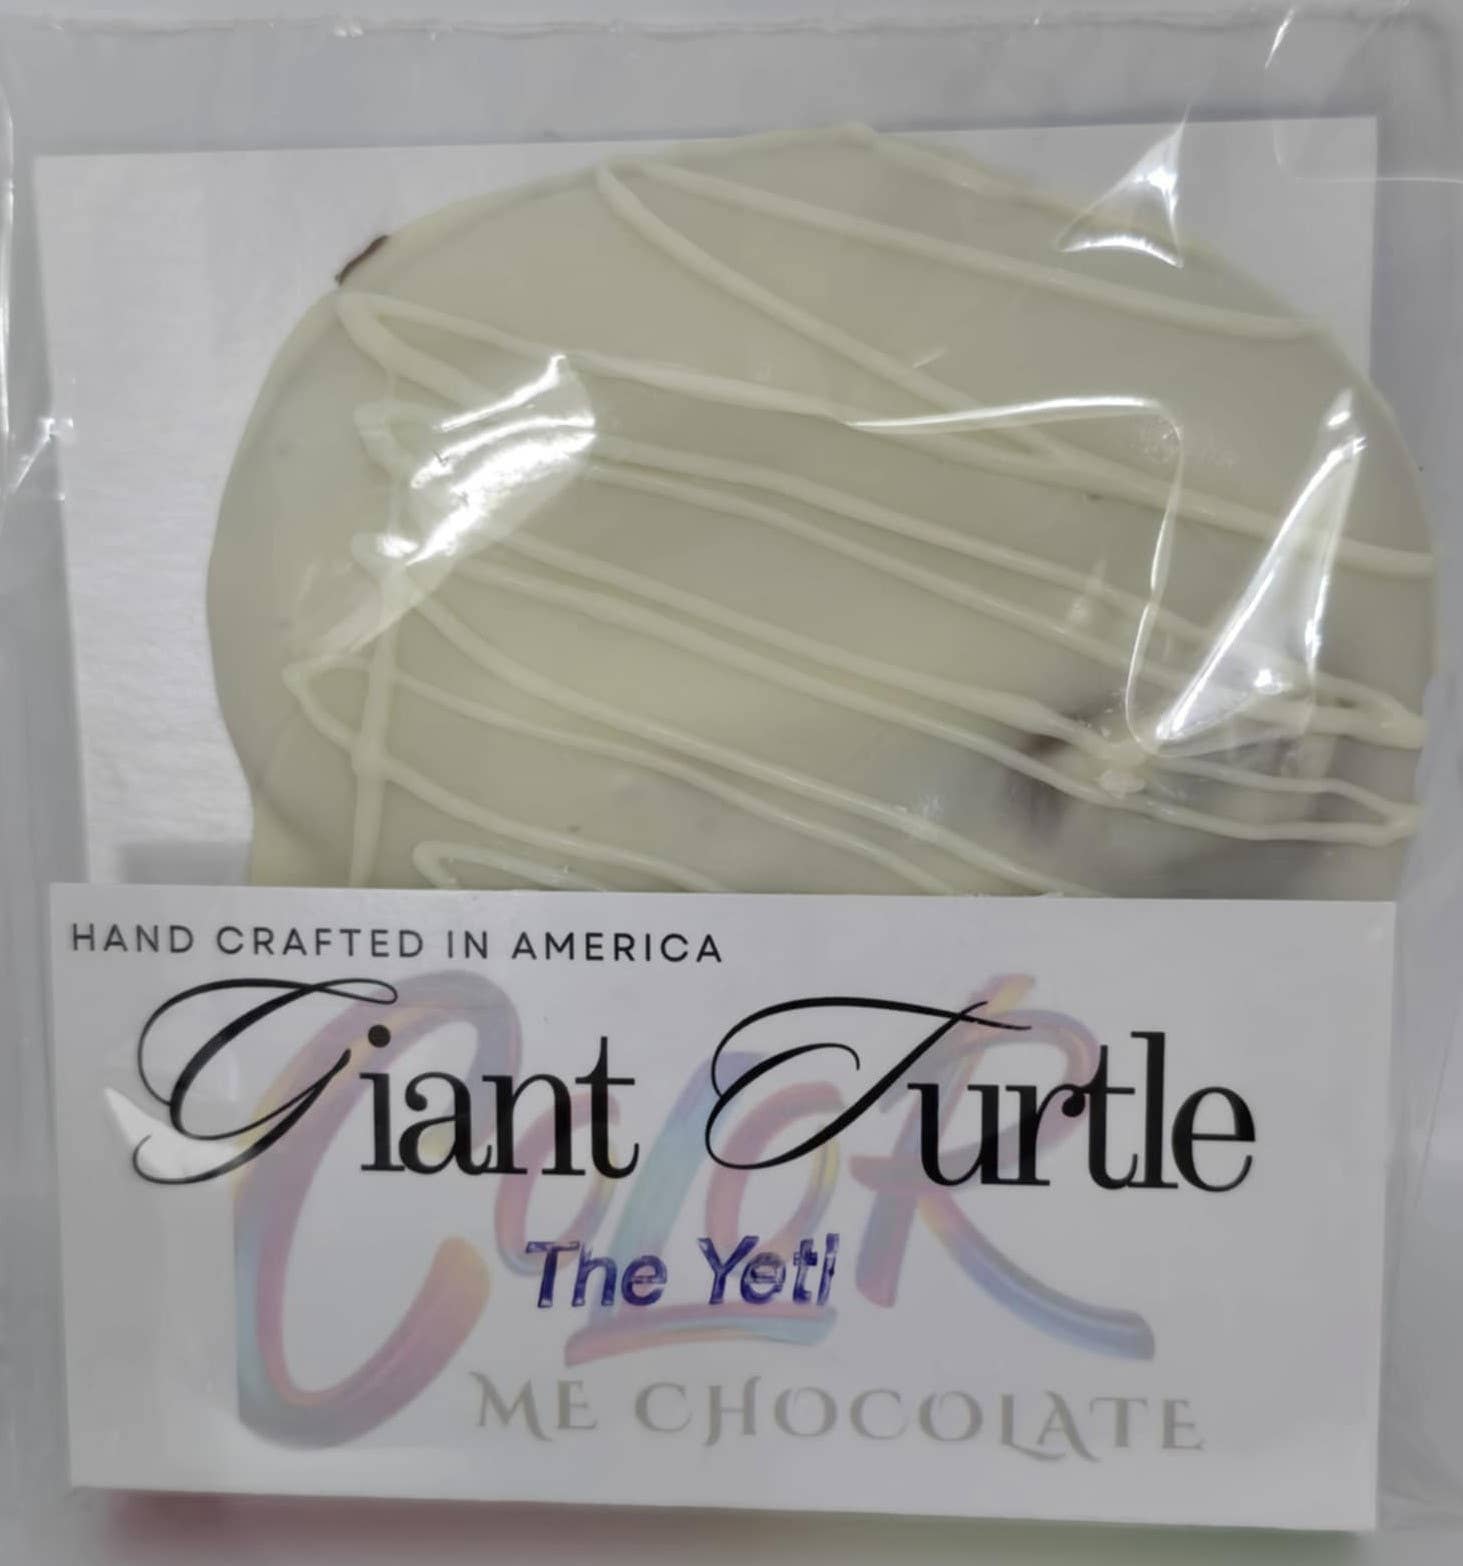 HAND CRAFTED IN AMERICA
Giant Turtle
COLOR
The Yeti
ME CHOCOLATE